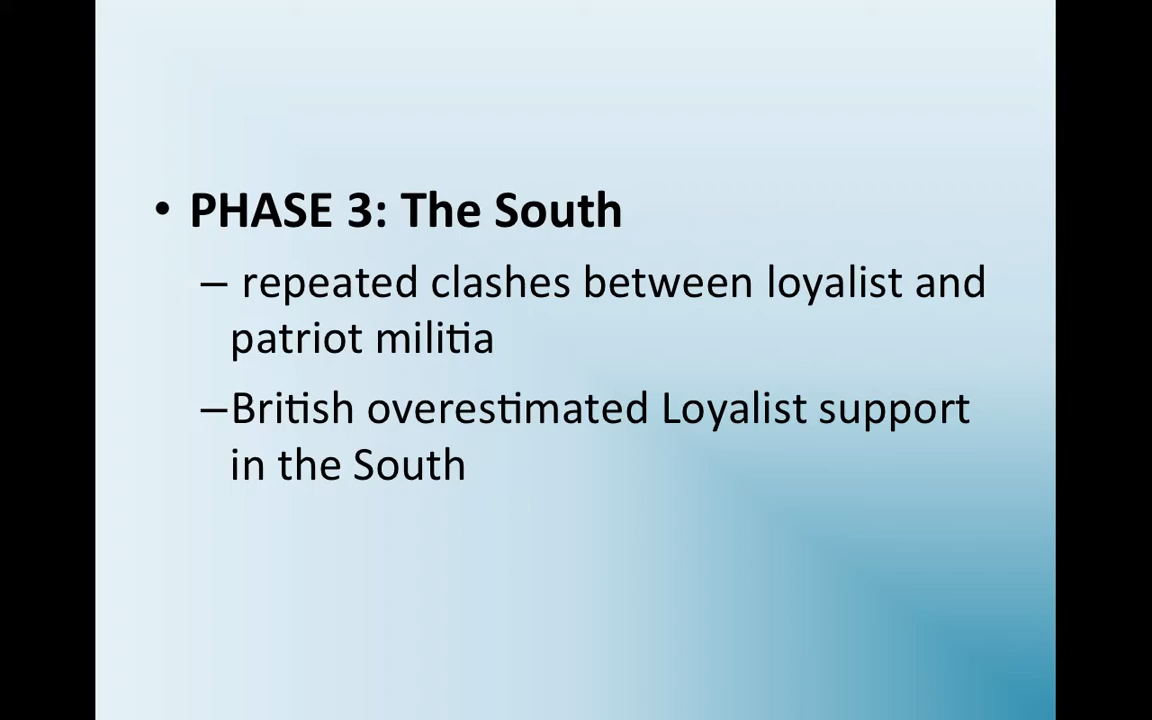 • PHASE 3: The South
– repeated clashes between loyalist and
patriot militia
–British overestimated Loyalist support
in the South